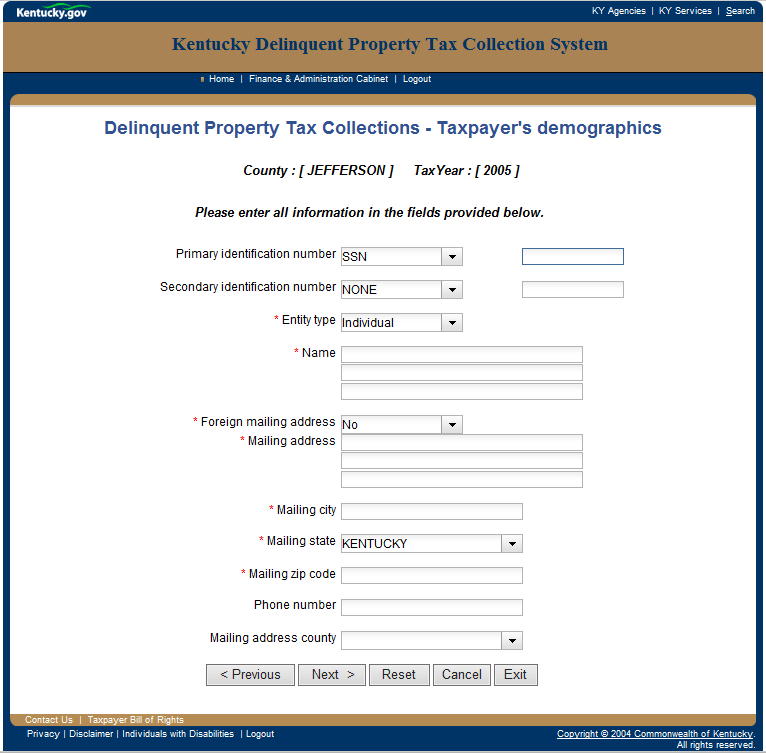 Kentucky.gov KY Agencies | KY Services | Search
Kentucky Delinquent Property Tax Collection System
Home | Finance & Administration Cabinet | Logout
Delinquent Property Tax Collections - Taxpayer's demographics
County : [ JEFFERSON ] TaxYear : [ 2005 ]
Please enter all information in the fields provided below.
Primary identification number SSN
Secondary identification number NONE
* Entity type Individual
* Name
* Foreign mailing address No
* Mailing address
* Mailing city
* Mailing state KENTUCKY
* Mailing zip code
Phone number
Mailing address county
< Previous Next > Reset Cancel Exit
Contact Us | Taxpayer Bill of Rights
Privacy | Disclaimer | Individuals with Disabilities | Logout Copyright © 2004 Commonwealth of Kentucky.
All rights reserved.